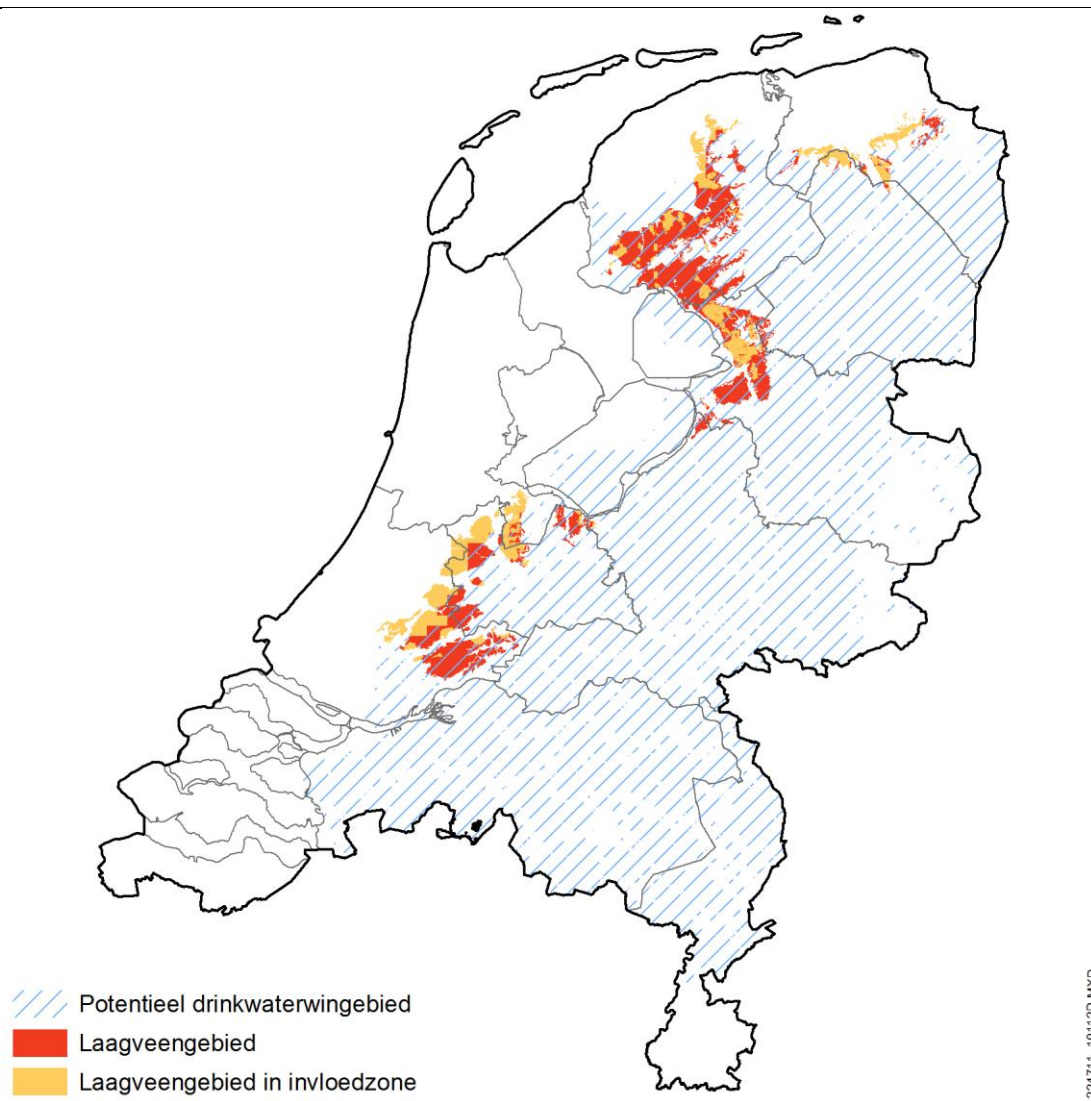 Potentieel drinkwaterwingebied
Laagveengebied
Laagveengebied in invloedzone